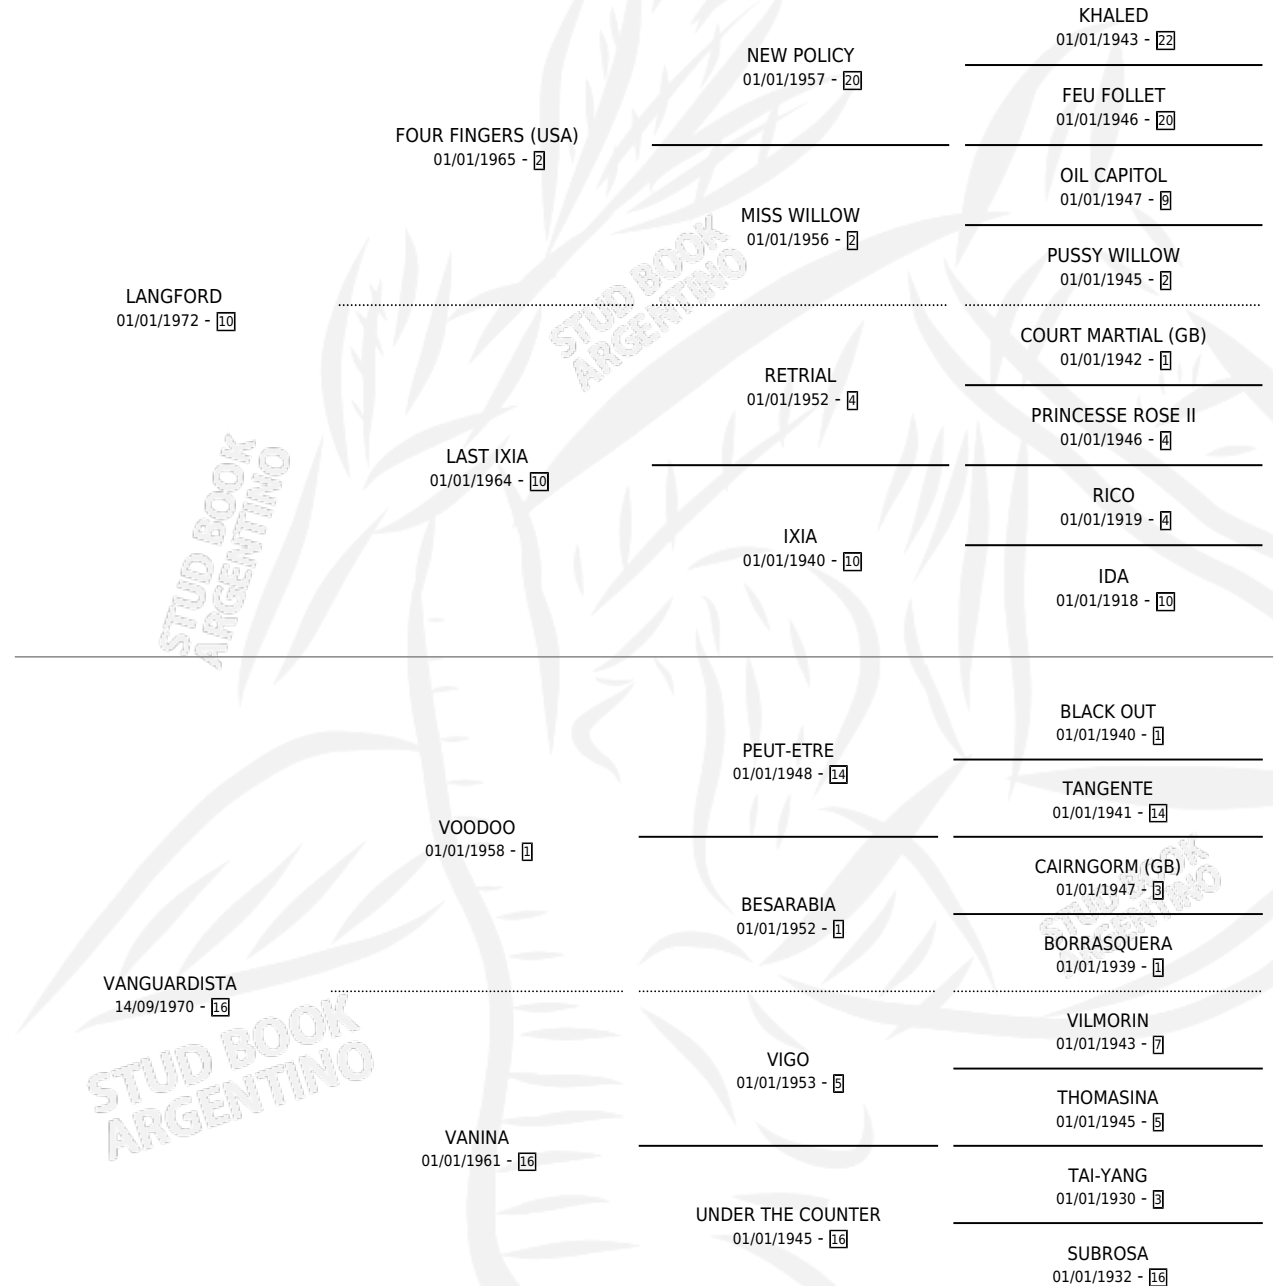 KHALED
01/01/1943 - 22
NEW POLICY
01/01/1957 - 20
FEU FOLLET
01/01/1946 - 20
FOUR FINGERS (USA)
01/01/1965 - 2
OIL CAPITOL
01/01/1947 - 9
MISS WILLOW
01/01/1956 - 2
PUSSY WILLOW
01/01/1945 - 2
LANGFORD
01/01/1972 - 10
STUD BOOK
ARGENTINO
COURT MARTIAL (GB)
01/01/1942 - 1
RETRIAL
01/01/1952 - 4
PRINCESSE ROSE II
01/01/1946 - 4
LAST IXIA
01/01/1964 - 10
RICO
01/01/1919 - 4
IXIA
01/01/1940 - 10
IDA
01/01/1918 - 10
STUD BOOK
ARGENTINO
BLACK OUT
01/01/1940 - 1
PEUT-ETRE
01/01/1948 - 14
TANGENTE
01/01/1941 - 14
VOODOO
01/01/1958 - 1
CAIRNGORM (GB)
01/01/1947 - 3
BESARABIA
01/01/1952 - 1
STUD BOOK
ARGENTINO
BORRASQUERA
01/01/1939 - 1
VANGUARDISTA
14/09/1970 - 16
STUD BOOK
ARGENTINO
VILMORIN
01/01/1943 - 7
VIGO
01/01/1953 - 5
THOMASINA
01/01/1945 - 5
VANINA
01/01/1961 - 16
TAI-YANG
01/01/1930 - 3
UNDER THE COUNTER
01/01/1945 - 16
SUBROSA
01/01/1932 - 16